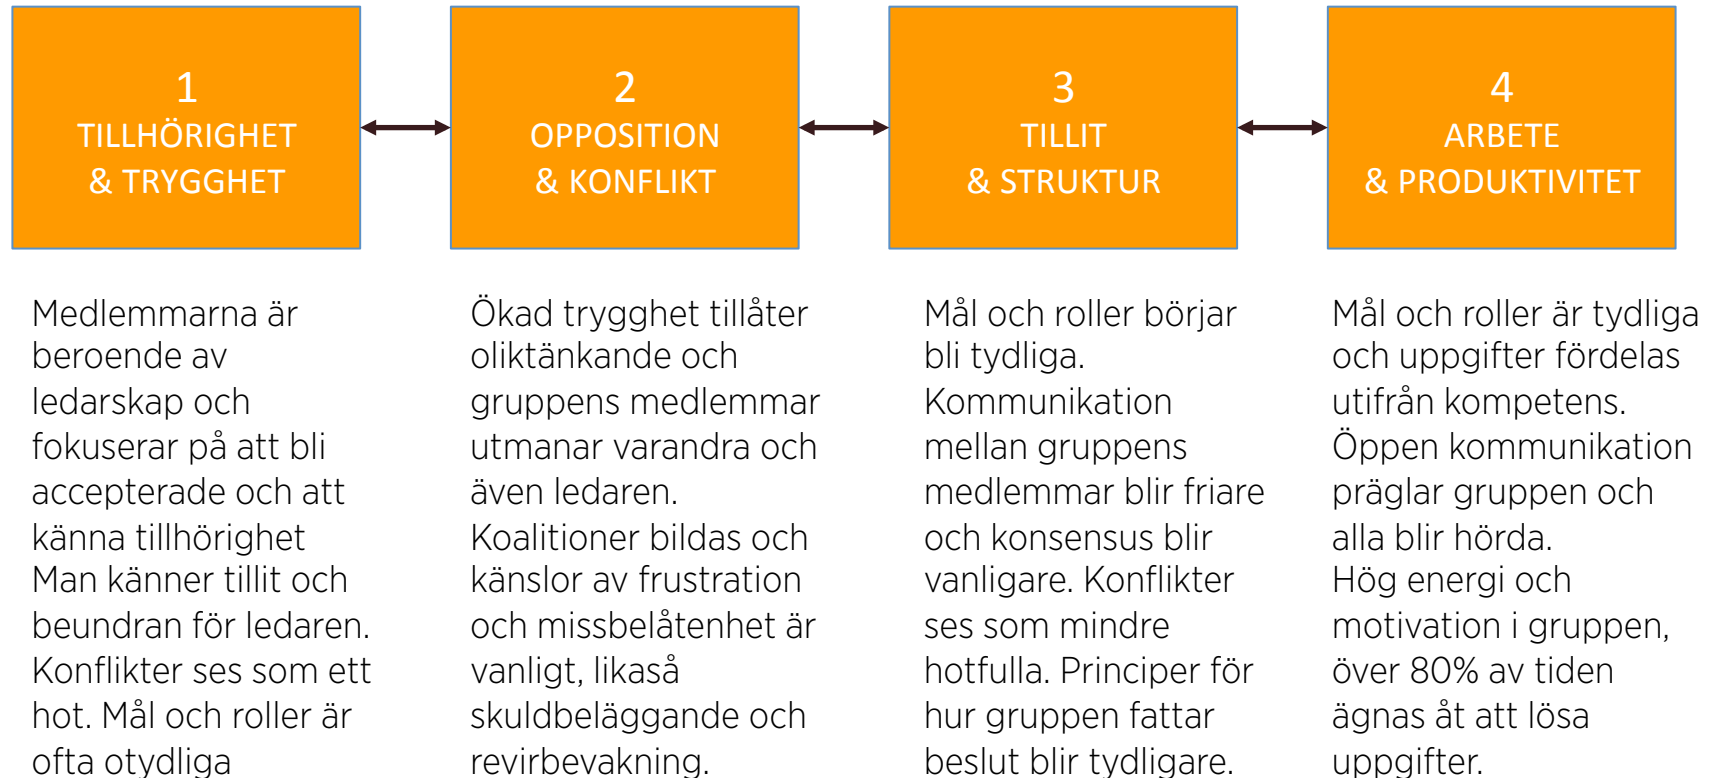 1
TILLHÖRIGHET
& TRYGGHET
2
OPPOSITION
& KONFLIKT
3
TILLIT
& STRUKTUR
4
ARBETE
& PRODUKTIVITET
Medlemmarna är
beroende av
ledarskap och
fokuserar på att bli
accepterade och att
känna tillhörighet
Man känner tillit och
beundran för ledaren.
Konflikter ses som ett
hot. Mål och roller är
ofta otydliga
Ökad trygghet tillåter
oliktänkande och
gruppens medlemmar
utmanar varandra och
även ledaren.
Koalitioner bildas och
känslor av frustration
och missbelåtenhet är
vanligt, likaså
skuldbeläggande och
revirbevakning.
Mål och roller börjar
bli tydliga.
Kommunikation
mellan gruppens
medlemmar blir friare
och konsensus blir
vanligare. Konflikter
ses som mindre
hotfulla. Principer för
hur gruppen fattar
beslut blir tydligare.
Mål och roller är tydliga
och uppgifter fördelas
utifrån kompetens.
Öppen kommunikation
präglar gruppen och
alla blir hörda.
Hög energi och
motivation i gruppen,
över 80% av tiden
ägnas åt att lösa
uppgifter.